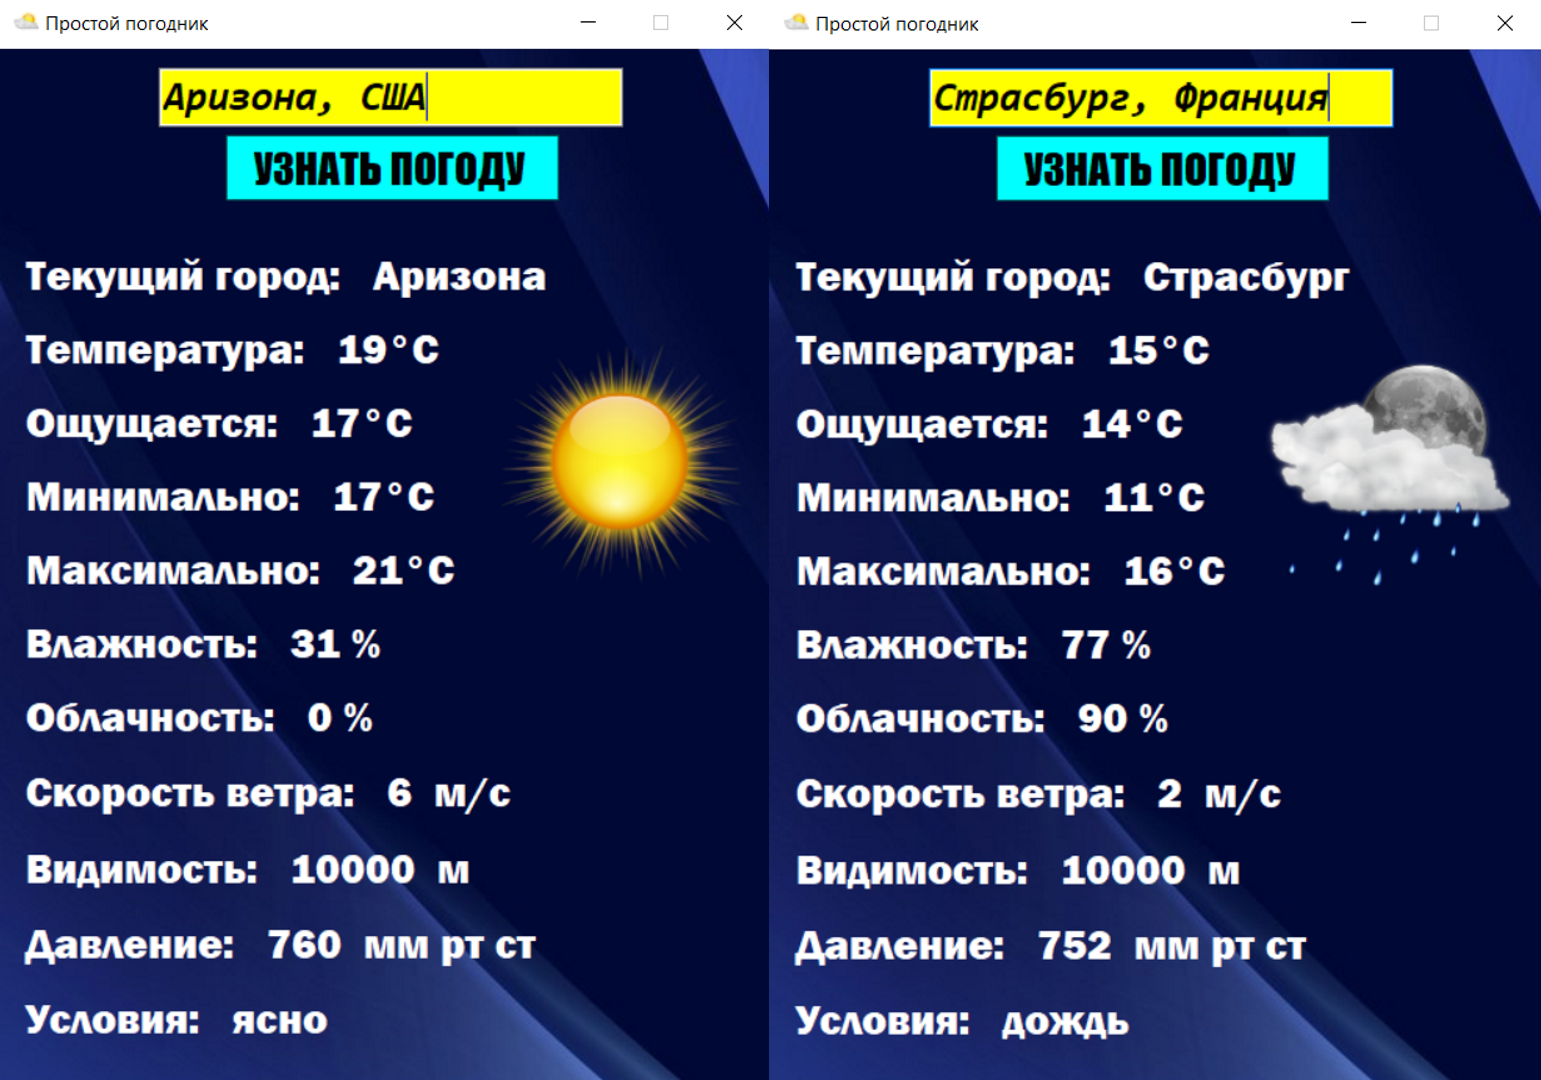 Простой погодник
Аризона, США
УЗНАТЬ ПОГОДУ
Текущий город: Аризона
Температура: 19°C
Ощущается: 17°C
Минимально: 17°C
Максимально: 21°C
Влажность: 31 %
Облачность: 0 %
Скорость ветра: 6 м/с
Видимость: 10000 м
Давление: 760 мм рт ст
Условия: ясно
Простой погодник
Страсбург, Франция
УЗНАТЬ ПОГОДУ
Текущий город: Страсбург
Температура: 15°C
Ощущается: 14°C
Минимально: 11°C
Максимально: 16°C
Влажность: 77 %
Облачность: 90 %
Скорость ветра: 2 м/с
Видимость: 10000 м
Давление: 752 мм рт ст
Условия: дождь